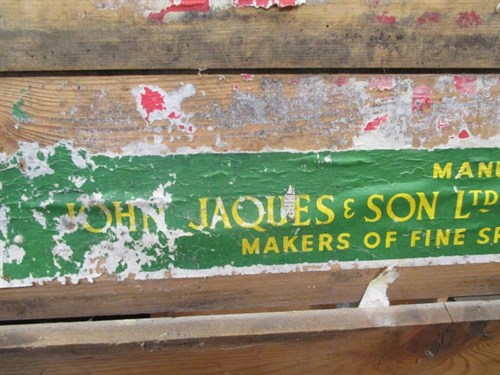 MANU
JOHN JAQUES & SON LTD
MAKERS OF FINE SP